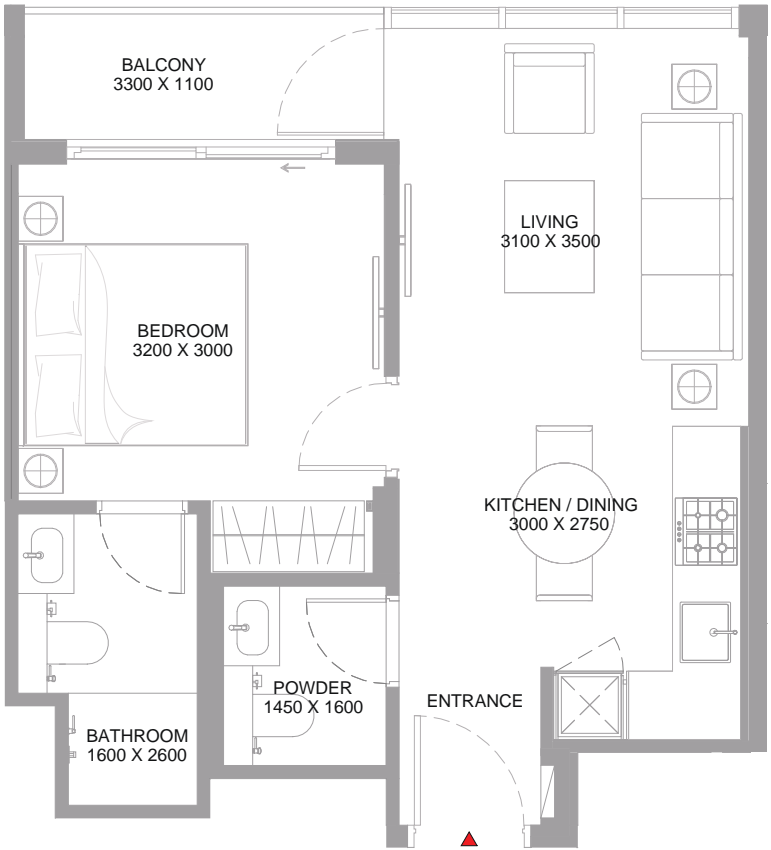 BALCONY
3300 X 1100
LIVING
3100 X 3500
BEDROOM
3200 X 3000
KITCHEN / DINING
3000 X 2750
POWDER
1450 X 1600
ENTRANCE
BATHROOM
1600 X 2600